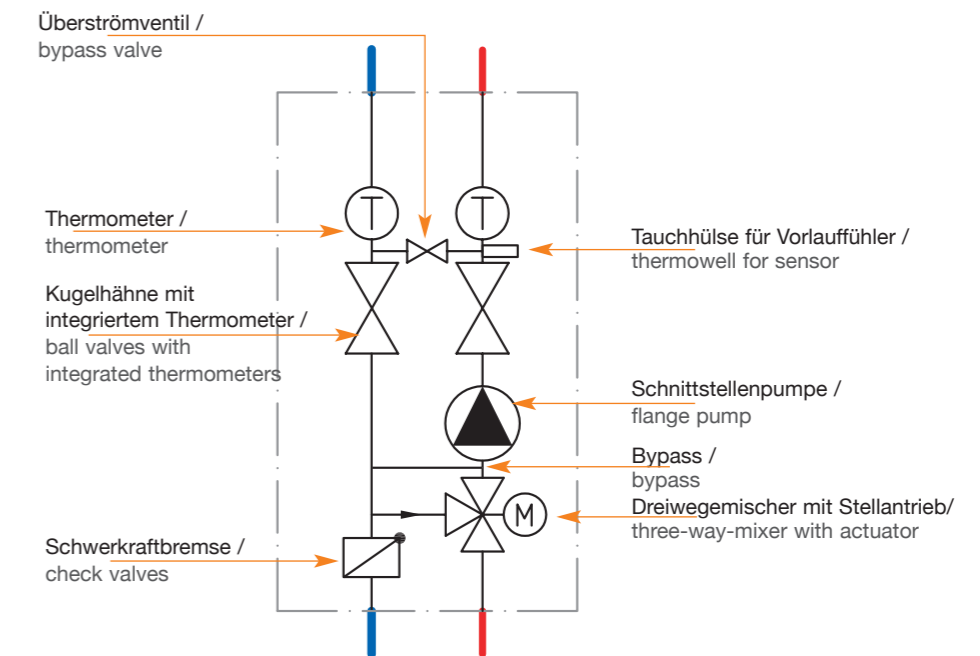 Überströmventil /
bypass valve
T
T
Thermometer /
thermometer
Tauchhülse für Vorlauffühler /
thermowell for sensor
Kugelhähne mit
integriertem Thermometer /
ball valves with
integrated thermometers
Schnittstellenpumpe /
flange pump
Bypass /
bypass
Dreiwegemischer mit Stellantrieb/
three-way-mixer with actuator
M
Schwerkraftbremse /
check valves